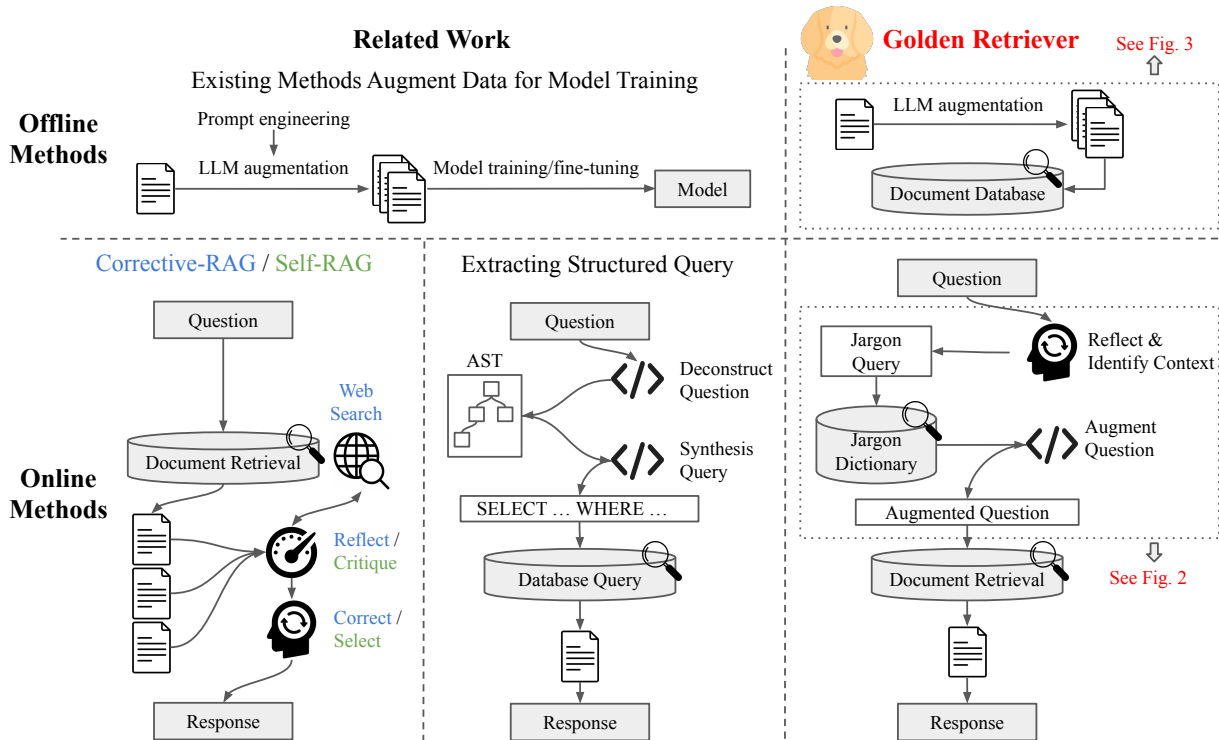 Related Work
Golden Retriever
See Fig. 3
Existing Methods Augment Data for Model Training
Offline
Methods
Prompt engineering
LLM augmentation
Model training/fine-tuning
Model
LLM augmentation
Document Database
Corrective-RAG / Self-RAG
Question
Web
Search
Document Retrieval
Online
Methods
Reflect /
Critique
Correct /
Select
Response
Extracting Structured Query
Question
AST
Deconstruct
Question
Synthesis
Query
SELECT … WHERE …
Database Query
Response
Question
Reflect &
Identify Context
Jargon
Query
Jargon
Dictionary
Augment
Question
Augmented Question
See Fig. 2
Document Retrieval
Response